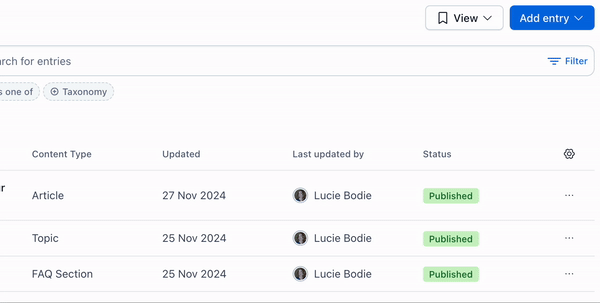 View
Add entry
rch for entries
Filter
s one of
Taxonomy
Content Type Updated Last updated by Status
r
Article 27 Nov 2024 Lucie Bodie Published ...
Topic 25 Nov 2024 Lucie Bodie Published ...
FAQ Section 25 Nov 2024 Lucie Bodie Published ...